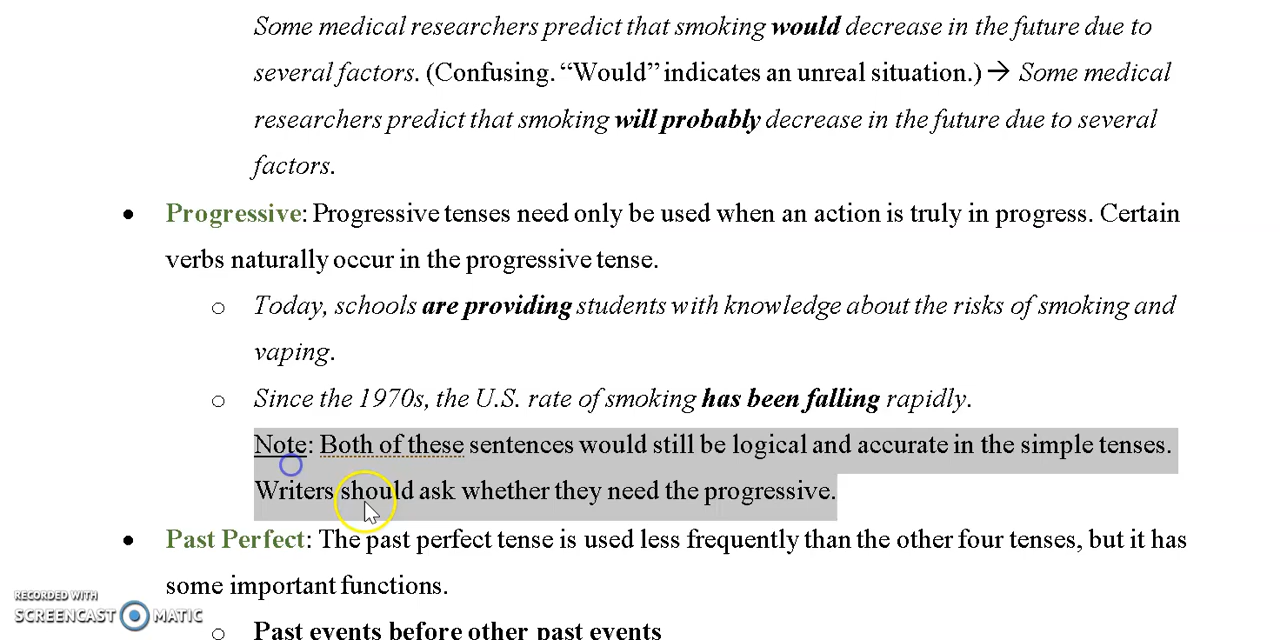 Some medical researchers predict that smoking would decrease in the future due to
several factors. (Confusing. “Would” indicates an unreal situation.) → Some medical
researchers predict that smoking will probably decrease in the future due to several
factors.
• Progressive: Progressive tenses need only be used when an action is truly in progress. Certain
verbs naturally occur in the progressive tense.
o Today, schools are providing students with knowledge about the risks of smoking and
vaping.
o Since the 1970s, the U.S. rate of smoking has been falling rapidly.
Note: Both of these sentences would still be logical and accurate in the simple tenses.
Writers should ask whether they need the progressive.
• Past Perfect: The past perfect tense is used less frequently than the other four tenses, but it has
some important functions.
o Past events before other past events
RECORDED WITH
SCREENCAST MATIC